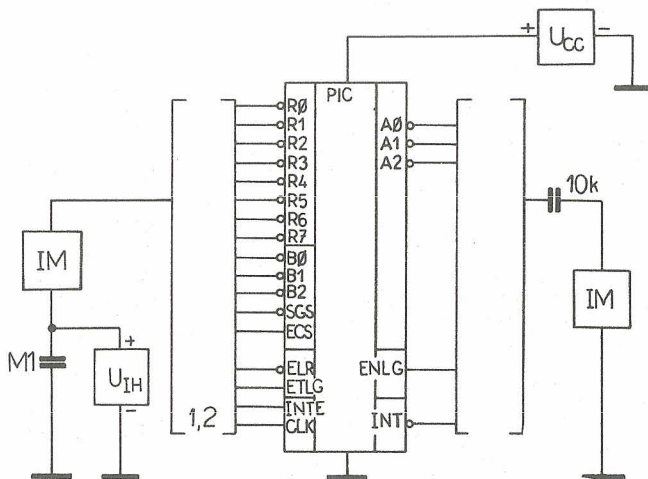 + U_CC -
PIC
RØ
R1
R2
R3
R4
R5
R6
R7
BØ
B1
B2
SGS
ECS
ELR
ETLG
INTE
CLK
AØ
A1
A2
ENLG
INT
IM
M1
+
U_IH
-
1,2
10k
IM